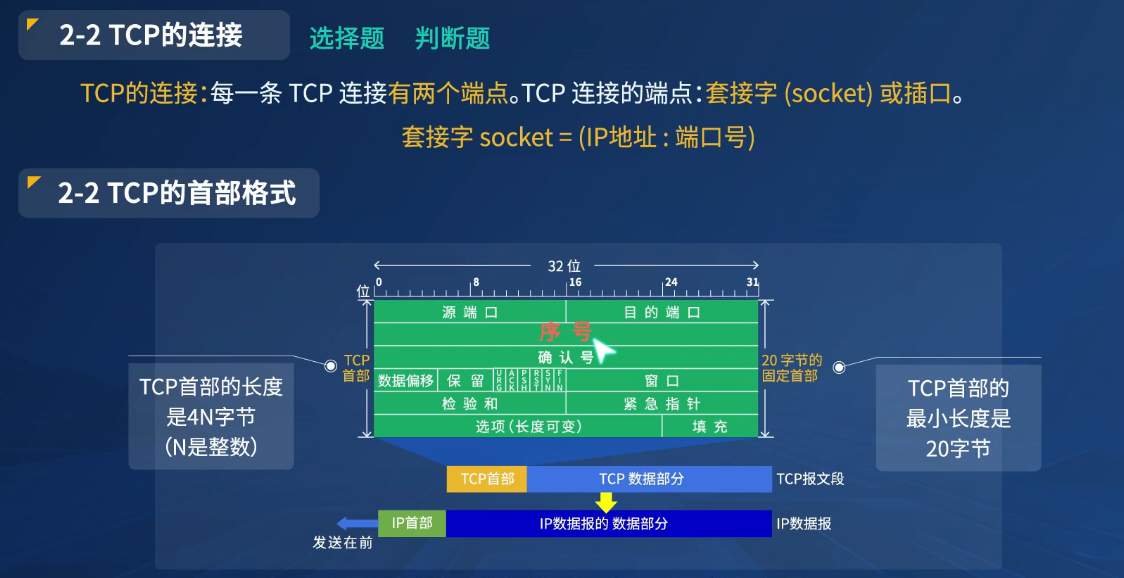 2-2 TCP的连接 选择题 判断题
TCP的连接：每一条 TCP 连接有两个端点。TCP 连接的端点：套接字 (socket) 或插口。
套接字 socket = (IP地址 : 端口号)
2-2 TCP的首部格式
32 位
位 0 8 16 24 31
源 端 口 目 的 端 口
序 号
确 认 号
数据偏移 保 留 URG ACK PSH RST SYN FIN 窗 口
检 验 和 紧 急 指 针
选项（长度可变） 填 充
TCP
首部
20 字节的
固定首部
TCP首部的长度
是4N字节
（N是整数）
TCP首部的
最小长度是
20字节
TCP首部 TCP 数据部分 TCP报文段
IP首部 IP数据报的 数据部分 IP数据报
发送在前